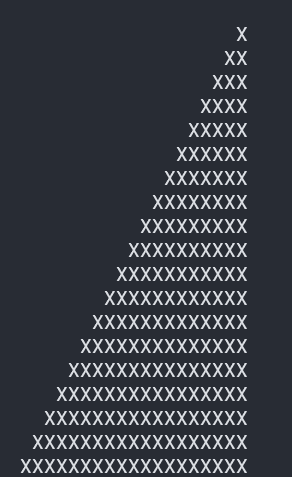 X
                 XX
                XXX
               XXXX
              XXXXX
             XXXXXX
            XXXXXXX
           XXXXXXXX
          XXXXXXXXX
         XXXXXXXXXX
        XXXXXXXXXXX
       XXXXXXXXXXXX
      XXXXXXXXXXXXX
     XXXXXXXXXXXXXX
    XXXXXXXXXXXXXXX
   XXXXXXXXXXXXXXXX
  XXXXXXXXXXXXXXXXX
 XXXXXXXXXXXXXXXXXX
XXXXXXXXXXXXXXXXXXX